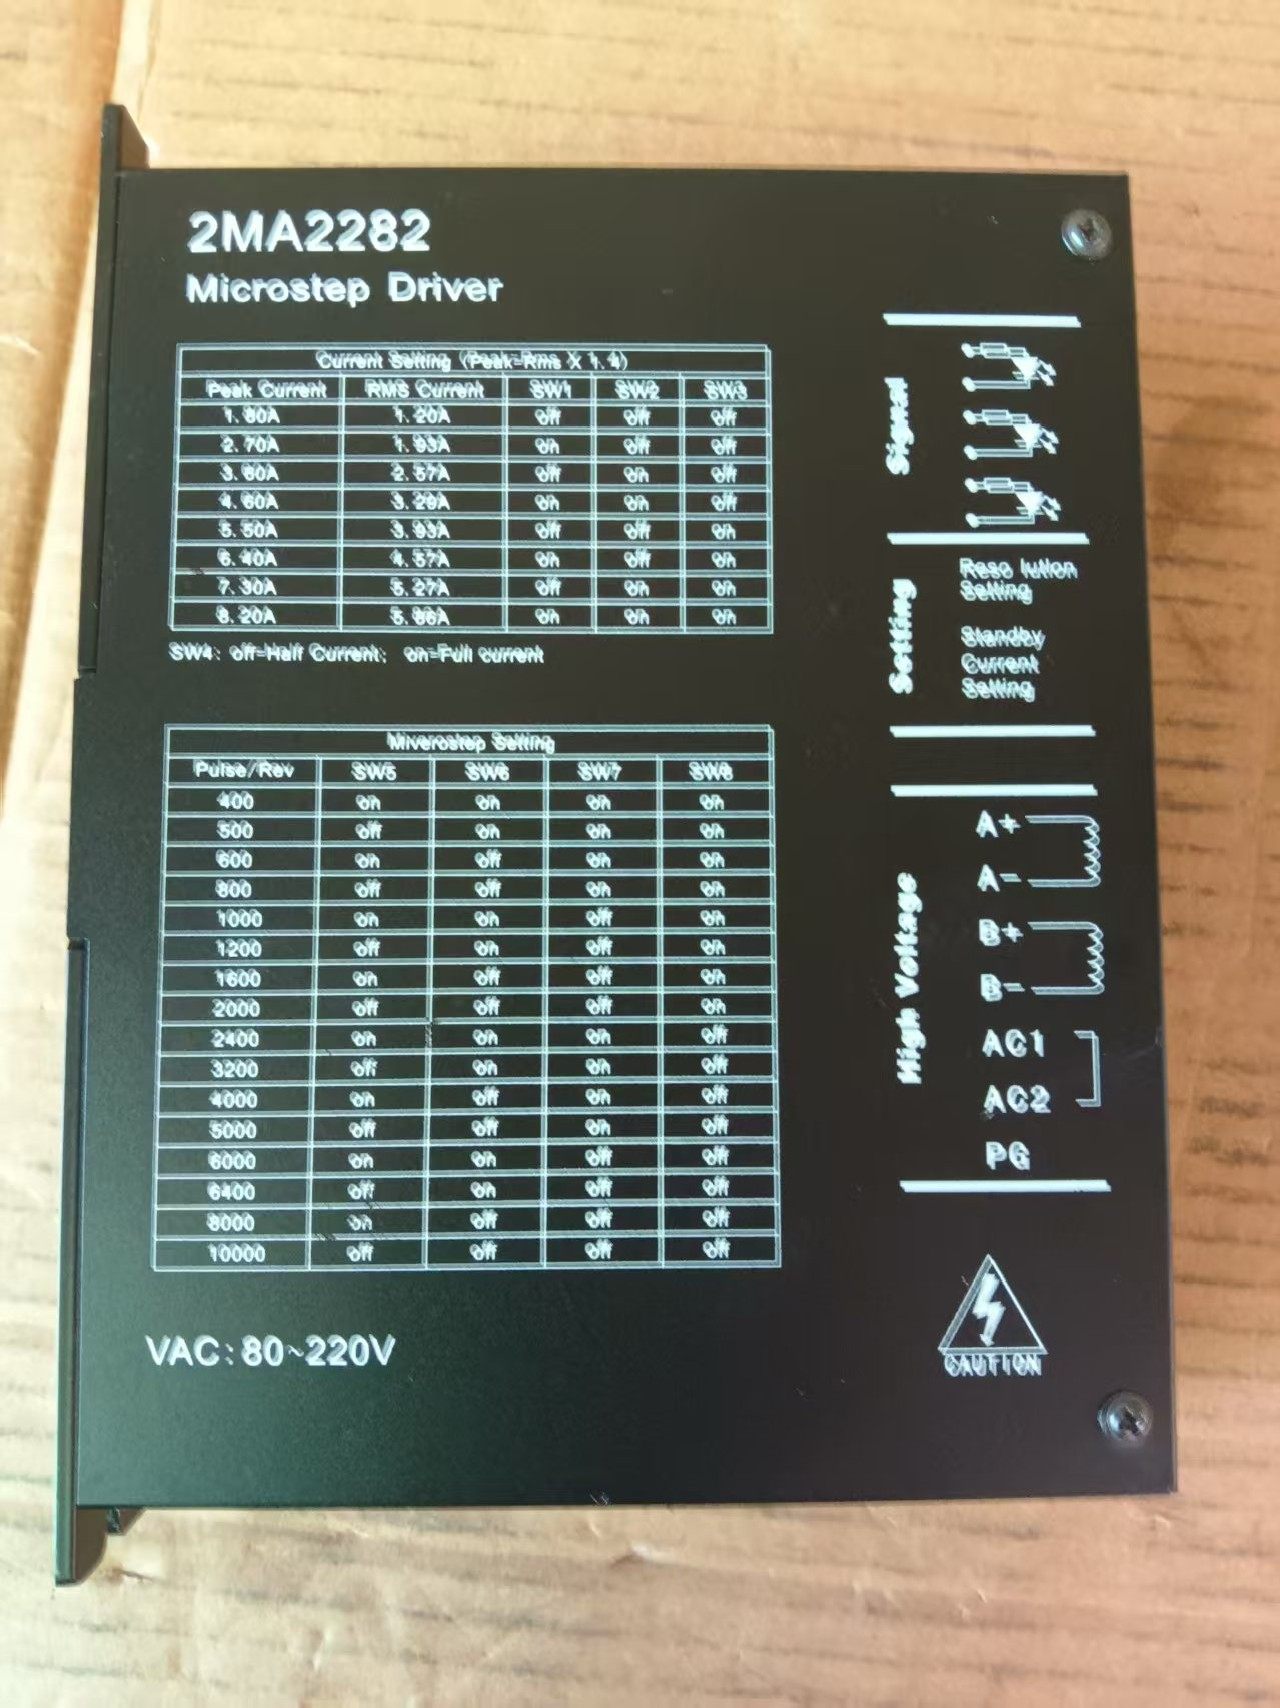 2MA2282
Microstep Driver
Current Setting (Peak=Rms X 1.4)
Peak Current RMS Current SW1 SW2 SW3
1.80A 1.20A off off off
2.70A 1.93A on off off
3.60A 2.57A off on off
4.60A 3.29A on on off
5.50A 3.93A off off on
6.40A 4.57A on off on
7.30A 5.27A off on on
8.20A 5.86A on on on
SW4: off=Half Current; on=Full current
Miverostep Setting
Pulse/Rev SW5 SW6 SW7 SW8
400 on on on on
500 off on on on
600 on off on on
800 off off on on
1000 on on off on
1200 off on off on
1600 on off off on
2000 off off off on
2400 on on on off
3200 off on on off
4000 on off on off
5000 off off on off
6000 on on off off
6400 off on off off
8000 on off off off
10000 off off off off
VAC:80~220V
Signal
Setting
Resolution
Setting
Standby
Current
Setting
High Voltage
A+
A-
B+
B-
AC1
AC2
PG
CAUTION